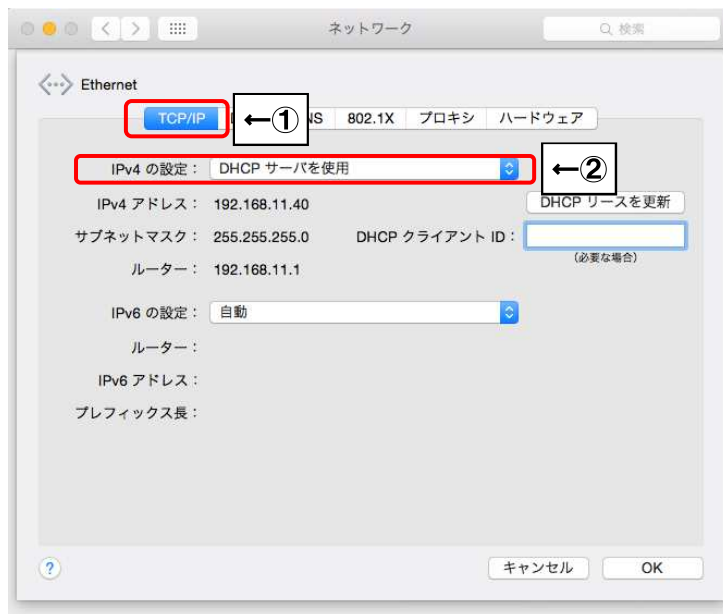 ネットワーク
検索
Ethernet
TCP/IP
←①
NS
802.1X
プロキシ
ハードウェア
IPv4 の設定：
DHCP サーバを使用
←②
IPv4 アドレス：
192.168.11.40
DHCP リースを更新
サブネットマスク：
255.255.255.0
DHCP クライアント ID：
(必要な場合)
ルーター：
192.168.11.1
IPv6 の設定：
自動
ルーター：
IPv6 アドレス：
プレフィックス長：
?
キャンセル
OK